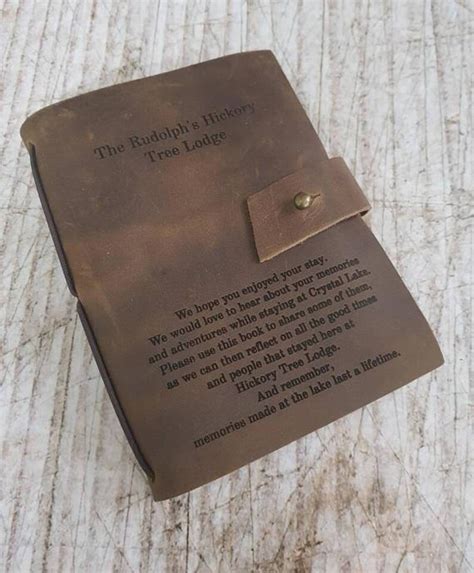 The Rudolph's Hickory
Tree Lodge
We hope you enjoyed your stay.
We would love to hear about your memories
and adventures while staying at Crystal Lake.
Please use this book to share some of them,
as we can then reflect on all the good times
and people that stayed here at
Hickory Tree Lodge.
And remember,
memories made at the lake last a lifetime.